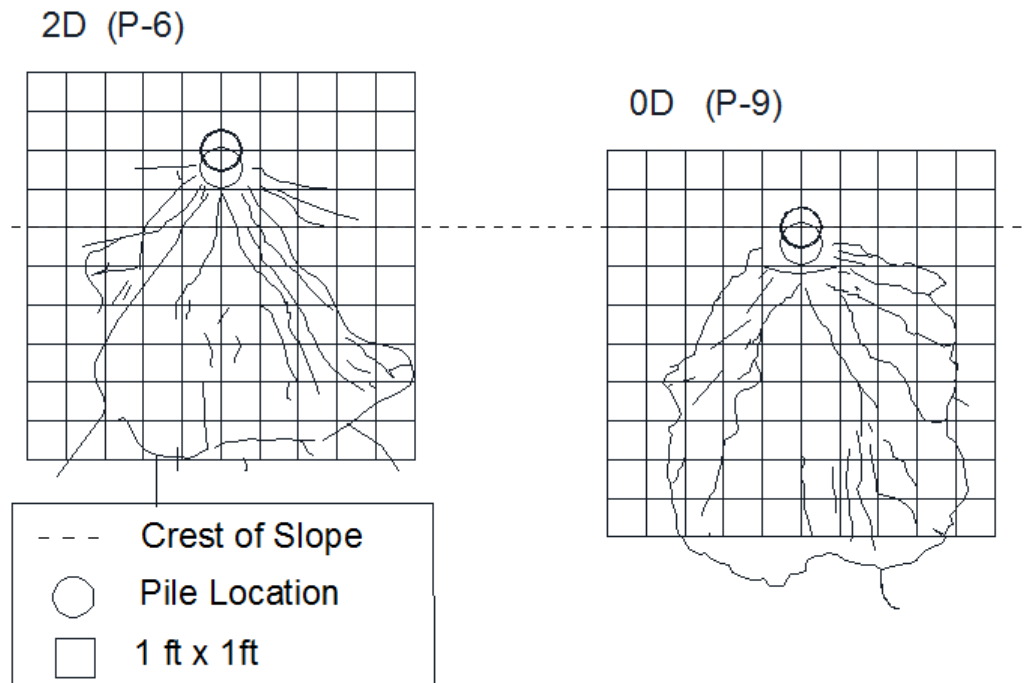 2D (P-6)
0D (P-9)
Crest of Slope
Pile Location
1 ft x 1ft